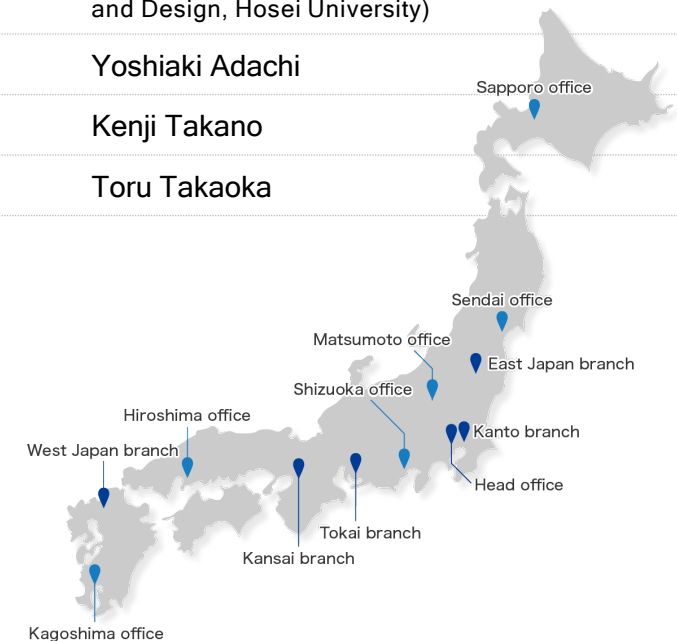 and Design, Hosei University)
Yoshiaki Adachi
Kenji Takano
Toru Takaoka
Sapporo office
Sendai office
Matsumoto office
East Japan branch
Shizuoka office
Hiroshima office
Kanto branch
West Japan branch
Head office
Tokai branch
Kansai branch
Kagoshima office